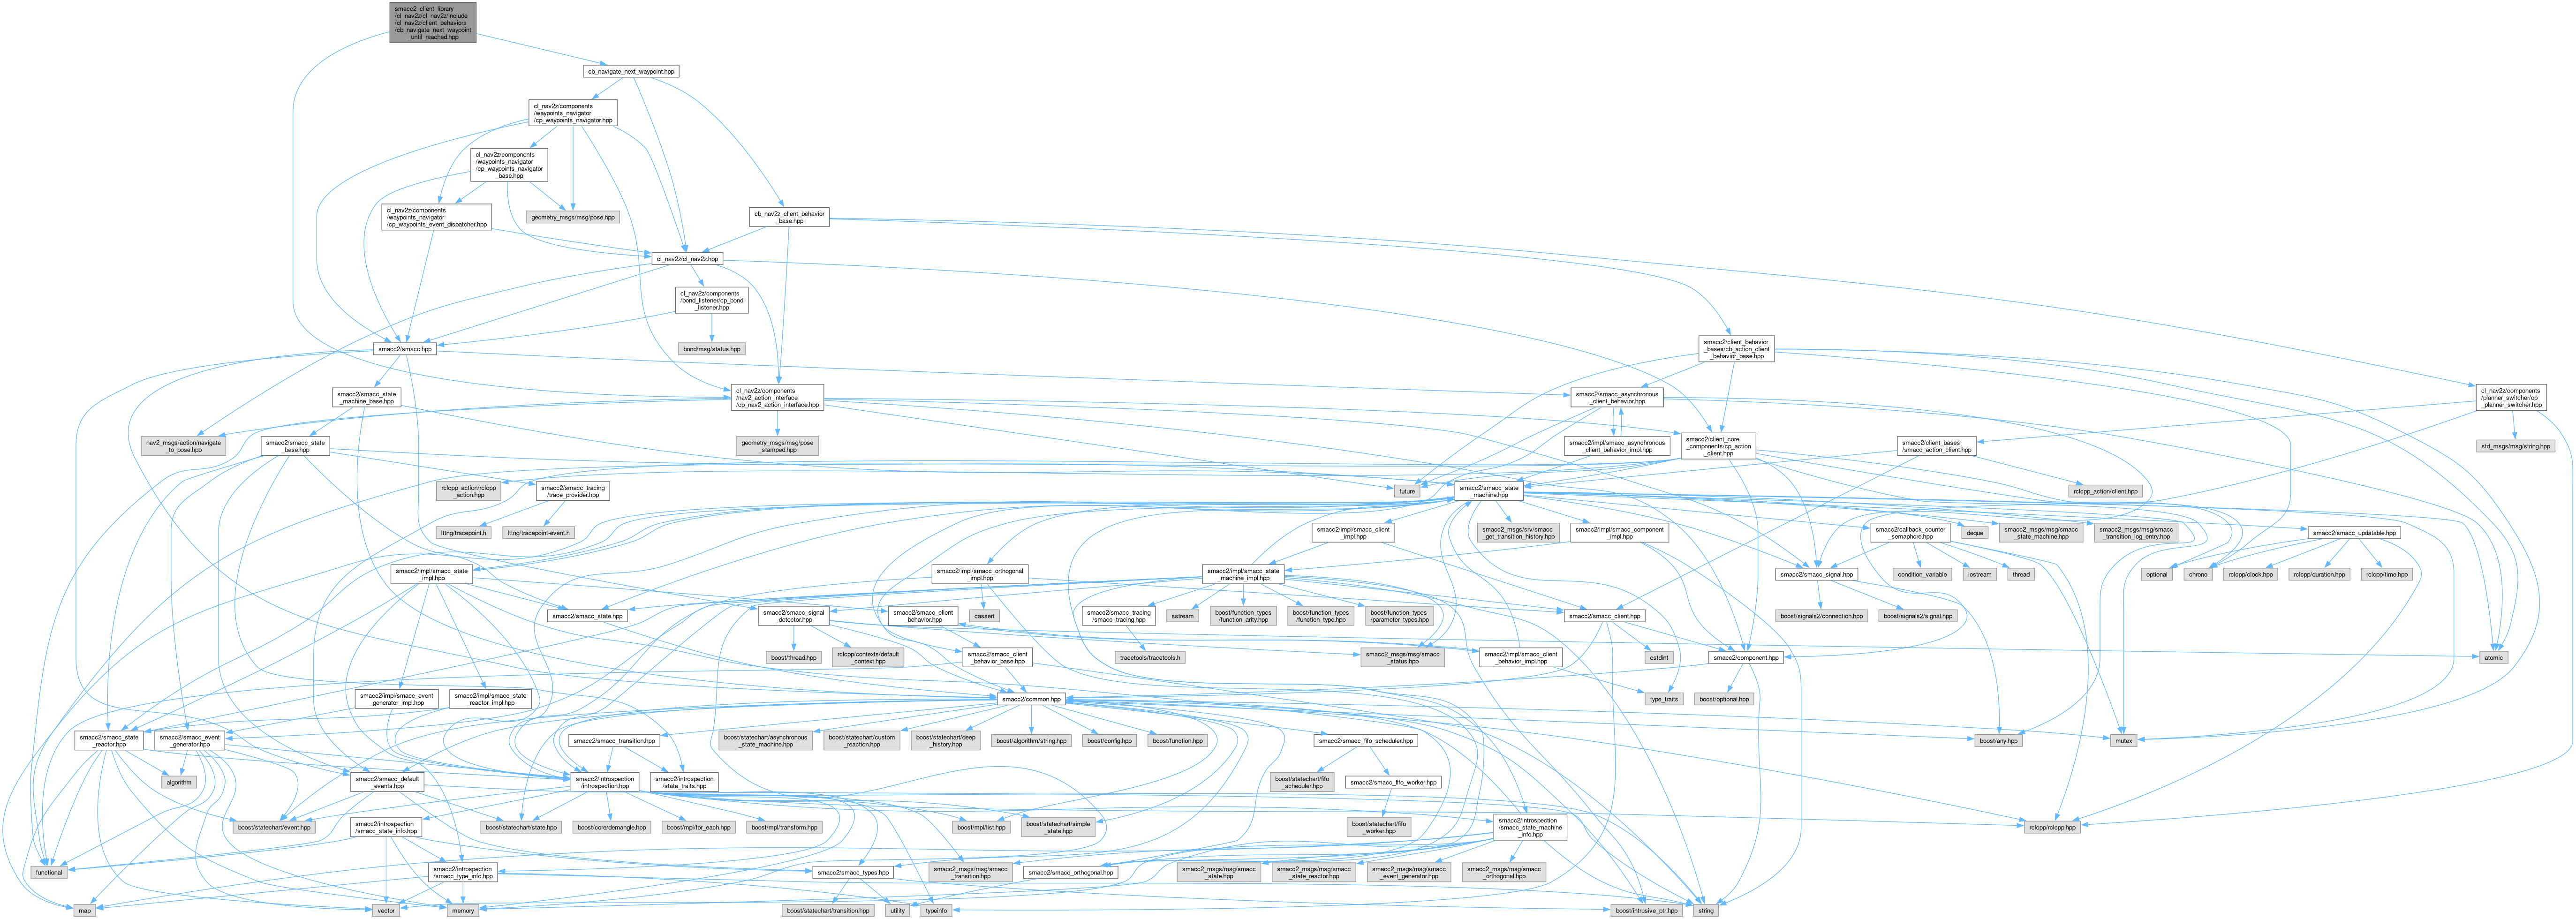 smacc2_client_library
/cl_nav2z/cl_nav2z/include
/cl_nav2z/client_behaviors
/cb_navigate_next_waypoint
_until_reached.hpp
cb_navigate_next_waypoint.hpp
cl_nav2z/components
/waypoints_navigator
/cp_waypoints_navigator.hpp
cl_nav2z/components
/waypoints_navigator
/cp_waypoints_navigator
_base.hpp
cl_nav2z/components
/waypoints_navigator
/cp_waypoints_event_dispatcher.hpp
geometry_msgs/msg/pose.hpp
cb_nav2z_client_behavior
_base.hpp
cl_nav2z/cl_nav2z.hpp
cl_nav2z/components
/bond_listener/cp_bond
_listener.hpp
bond/msg/status.hpp
smacc2/smacc.hpp
smacc2/client_behavior
_bases/cb_action_client
_behavior_base.hpp
smacc2/smacc_state
_machine_base.hpp
cl_nav2z/components
/nav2_action_interface
/cp_nav2_action_interface.hpp
smacc2/smacc_asynchronous
_client_behavior.hpp
cl_nav2z/components
/planner_switcher/cp
_planner_switcher.hpp
nav2_msgs/action/navigate
_to_pose.hpp
smacc2/smacc_state
_base.hpp
geometry_msgs/msg/pose
_stamped.hpp
smacc2/client_core
_components/cp_action
_client.hpp
smacc2/impl/smacc_asynchronous
_client_behavior_impl.hpp
smacc2/client_bases
/smacc_action_client.hpp
std_msgs/msg/string.hpp
rclcpp_action/rclcpp
_action.hpp
smacc2/smacc_tracing
/trace_provider.hpp
future
smacc2/smacc_state
_machine.hpp
rclcpp_action/client.hpp
lttng/tracepoint.h
lttng/tracepoint-event.h
smacc2/impl/smacc_client
_impl.hpp
smacc2_msgs/srv/smacc
_get_transition_history.hpp
smacc2/impl/smacc_component
_impl.hpp
smacc2/callback_counter
_semaphore.hpp
deque
smacc2_msgs/msg/smacc
_state_machine.hpp
smacc2_msgs/msg/smacc
_transition_log_entry.hpp
smacc2/smacc_updatable.hpp
smacc2/impl/smacc_state
_impl.hpp
smacc2/impl/smacc_orthogonal
_impl.hpp
smacc2/impl/smacc_state
_machine_impl.hpp
smacc2/smacc_signal.hpp
condition_variable
iostream
thread
optional
chrono
rclcpp/clock.hpp
rclcpp/duration.hpp
rclcpp/time.hpp
smacc2/smacc_state.hpp
smacc2/smacc_signal
_detector.hpp
smacc2/smacc_client
_behavior.hpp
cassert
smacc2/smacc_tracing
/smacc_tracing.hpp
sstream
boost/function_types
/function_arity.hpp
boost/function_types
/function_type.hpp
boost/function_types
/parameter_types.hpp
smacc2/smacc_client.hpp
boost/signals2/connection.hpp
boost/signals2/signal.hpp
boost/thread.hpp
rclcpp/contexts/default
_context.hpp
smacc2/smacc_client
_behavior_base.hpp
tracetools/tracetools.h
smacc2_msgs/msg/smacc
_status.hpp
smacc2/impl/smacc_client
_behavior_impl.hpp
cstdint
smacc2/component.hpp
atomic
smacc2/impl/smacc_event
_generator_impl.hpp
smacc2/impl/smacc_state
_reactor_impl.hpp
smacc2/common.hpp
type_traits
boost/optional.hpp
smacc2/smacc_state
_reactor.hpp
smacc2/smacc_event
_generator.hpp
smacc2/smacc_transition.hpp
boost/statechart/asynchronous
_state_machine.hpp
boost/statechart/custom
_reaction.hpp
boost/statechart/deep
_history.hpp
boost/algorithm/string.hpp
boost/config.hpp
boost/function.hpp
smacc2/smacc_fifo_scheduler.hpp
boost/any.hpp
mutex
algorithm
smacc2/smacc_default
_events.hpp
smacc2/introspection
/introspection.hpp
smacc2/introspection
/state_traits.hpp
boost/statechart/fifo
_scheduler.hpp
smacc2/smacc_fifo_worker.hpp
boost/statechart/event.hpp
smacc2/introspection
/smacc_state_info.hpp
boost/statechart/state.hpp
boost/core/demangle.hpp
boost/mpl/for_each.hpp
boost/mpl/transform.hpp
boost/mpl/list.hpp
boost/statechart/simple
_state.hpp
boost/statechart/fifo
_worker.hpp
smacc2/introspection
/smacc_state_machine
_info.hpp
rclcpp/rclcpp.hpp
functional
smacc2/introspection
/smacc_type_info.hpp
smacc2/smacc_types.hpp
smacc2_msgs/msg/smacc
_transition.hpp
smacc2/smacc_orthogonal.hpp
smacc2_msgs/msg/smacc
_state.hpp
smacc2_msgs/msg/smacc
_state_reactor.hpp
smacc2_msgs/msg/smacc
_event_generator.hpp
smacc2_msgs/msg/smacc
_orthogonal.hpp
map
vector
memory
boost/statechart/transition.hpp
utility
typeinfo
boost/intrusive_ptr.hpp
string